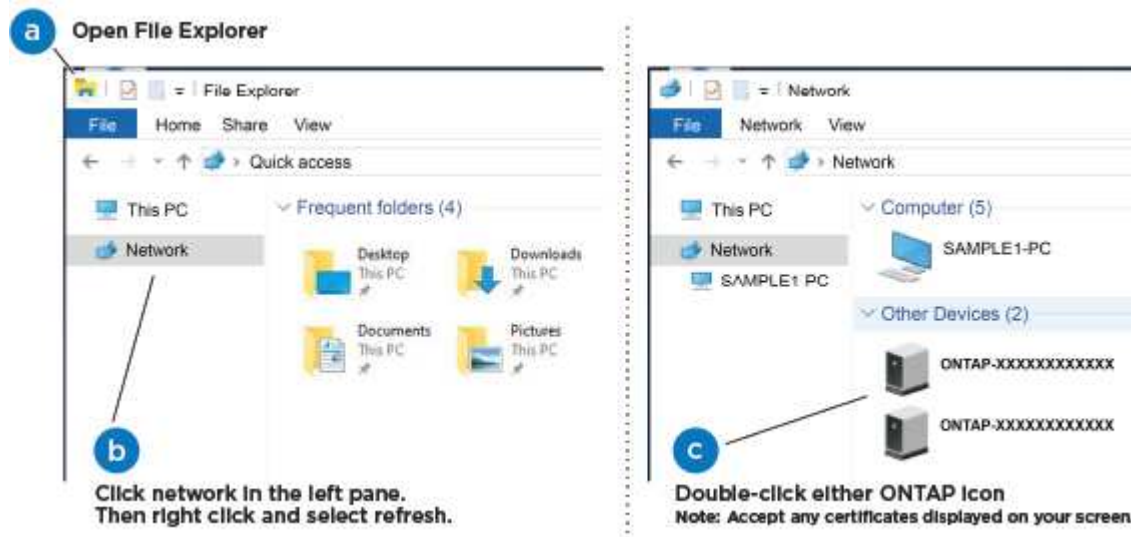 a Open File Explorer
File Explorer
File Home Share View
Quick access
This PC
Network
Frequent folders (4)
Desktop
This PC
Downloads
This PC
Documents
This PC
Pictures
This PC
b
Click network in the left pane.
Then right click and select refresh.
Network
File Network View
Network
This PC
Network
SAMPLE1 PC
Computer (5)
SAMPLE1-PC
Other Devices (2)
ONTAP-XXXXXXXXXXXX
ONTAP-XXXXXXXXXXXX
c
Double-click either ONTAP icon
Note: Accept any certificates displayed on your screen